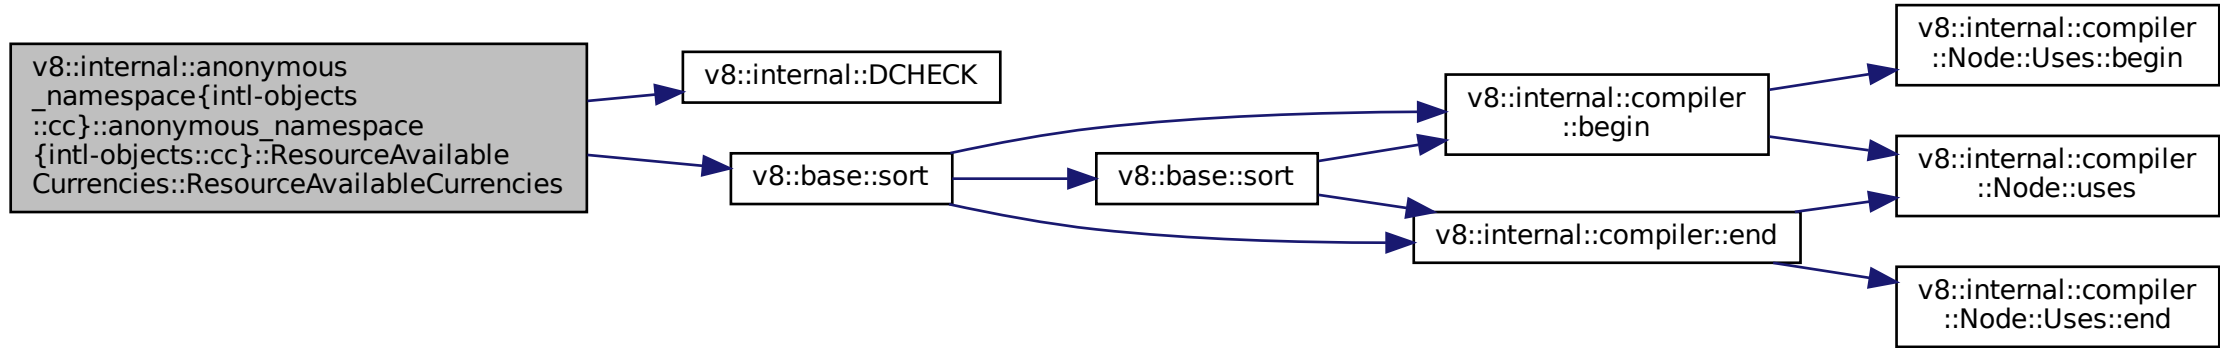 v8::internal::anonymous
_namespace{intl-objects
::cc}::anonymous_namespace
{intl-objects::cc}::ResourceAvailable
Currencies::ResourceAvailableCurrencies
v8::internal::DCHECK
v8::base::sort
v8::base::sort
v8::internal::compiler
::begin
v8::internal::compiler::end
v8::internal::compiler
::Node::Uses::begin
v8::internal::compiler
::Node::uses
v8::internal::compiler
::Node::Uses::end